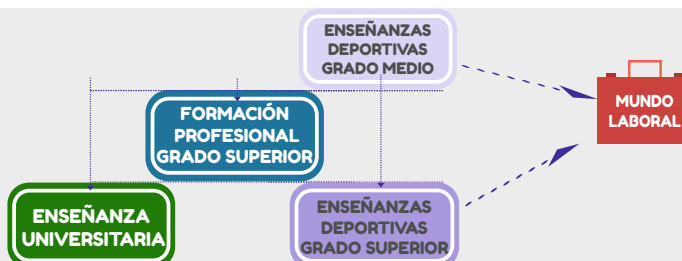 ENSEÑANZAS
DEPORTIVAS
GRADO MEDIO
MUNDO
LABORAL
FORMACIÓN
PROFESIONAL
GRADO SUPERIOR
ENSEÑANZA
UNIVERSITARIA
ENSEÑANZAS
DEPORTIVAS
GRADO SUPERIOR